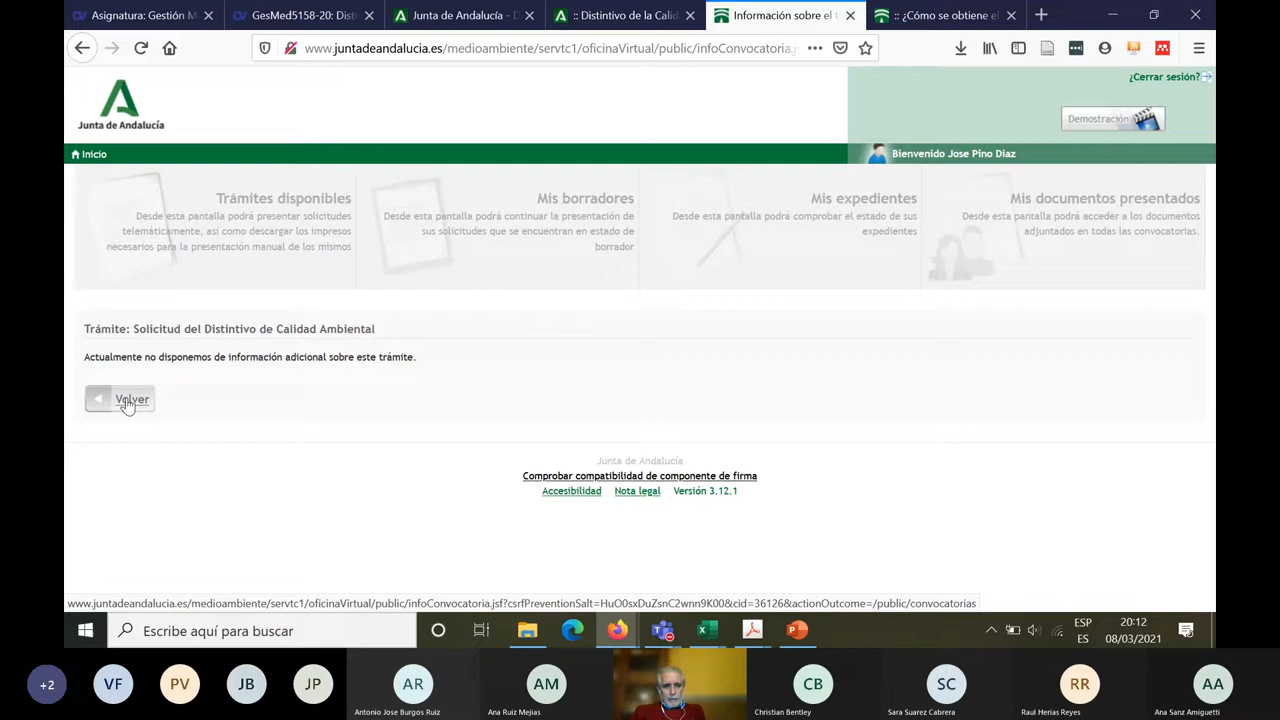 Asignatura: Gestión M
GesMed5158-20: Dist
Junta de Andalucía - D
:: Distintivo de la Calid
Información sobre el t
:: ¿Cómo se obtiene el
www.juntadeandalucia.es/medioambiente/servtc1/oficinaVirtual/public/infoConvocatoria.js
¿Cerrar sesión?
Junta de Andalucía
Demostración
Inicio
Bienvenido Jose Pino Diaz
Trámites disponibles
Desde esta pantalla podrá presentar solicitudes
telemáticamente, así como descargar los impresos
necesarios para la presentación manual de los mismos
Mis borradores
Desde esta pantalla podrá continuar la presentación de
sus solicitudes que se encuentran en estado de
borrador
Mis expedientes
Desde esta pantalla podrá comprobar el estado de sus
expedientes
Mis documentos presentados
Desde esta pantalla podrá acceder a los documentos
adjuntados en todas las convocatorias.
Trámite: Solicitud del Distintivo de Calidad Ambiental
Actualmente no disponemos de información adicional sobre este trámite.
Volver
Junta de Andalucía
Comprobar compatibilidad de componente de firma
Accesibilidad Nota legal Versión 3.12.1
www.juntadeandalucia.es/medioambiente/servtc1/oficinaVirtual/public/infoConvocatoria.jsf?csrfPreventionSalt=HuO0sxDuZsnC2wnn9K00&cid=36126&actionOutcome=/public/convocatorias
Escribe aquí para buscar
ESP
ES
20:12
08/03/2021
+2
VF
PV
JB
JP
AR
Antonio Jose Burgos Ruiz
AM
Ana Ruiz Mejias
CB
Christian Bentley
SC
Sara Suarez Cabrera
RR
Raul Herias Reyes
AA
Ana Sanz Amiguetti